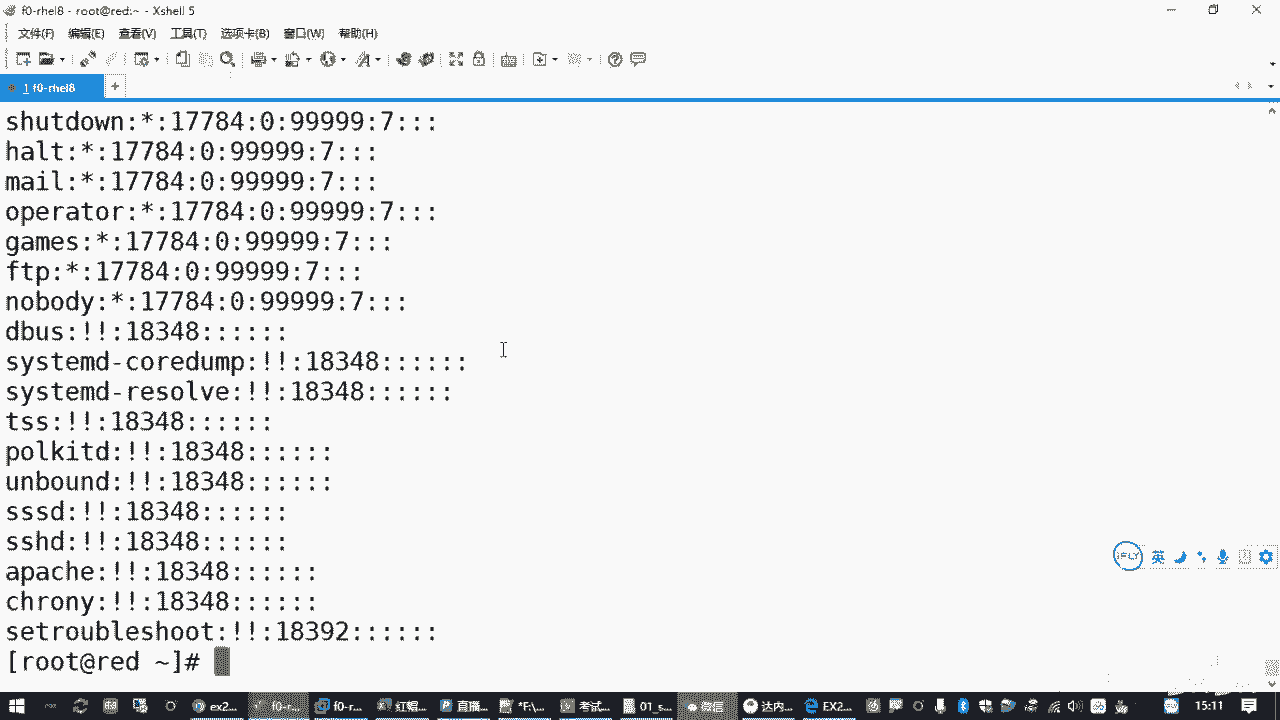 f0-rhel8 - root@red:~ - Xshell 5
文件(F) 编辑(E) 查看(V) 工具(T) 选项卡(B) 窗口(W) 帮助(H)
1 f0-rhel8
shutdown:*:17784:0:99999:7:::
halt:*:17784:0:99999:7:::
mail:*:17784:0:99999:7:::
operator:*:17784:0:99999:7:::
games:*:17784:0:99999:7:::
ftp:*:17784:0:99999:7:::
nobody:*:17784:0:99999:7:::
dbus:!!:18348::::::
systemd-coredump:!!:18348::::::
systemd-resolve:!!:18348::::::
tss:!!:18348::::::
polkitd:!!:18348::::::
unbound:!!:18348::::::
sssd:!!:18348::::::
sshd:!!:18348::::::
apache:!!:18348::::::
chrony:!!:18348::::::
setroubleshoot:!!:18392::::::
[root@red ~]#
iFLY 英
ex2... f0-r... f0-r... 红帽... 直播... *F:\... 考试... 01_s... 微信 达内... EX2... 15:11